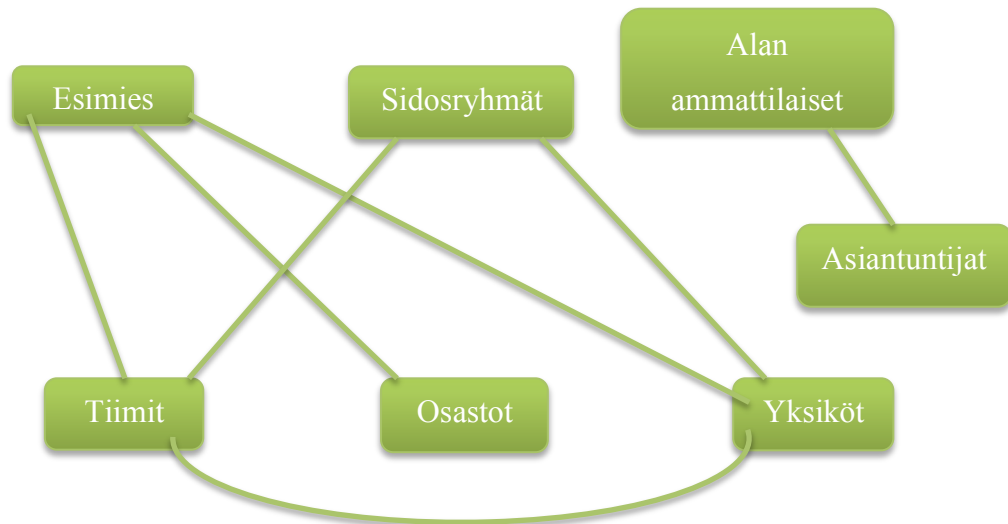 Esimies
Sidosryhmät
Alan
ammattilaiset
Asiantuntijat
Tiimit
Osastot
Yksiköt